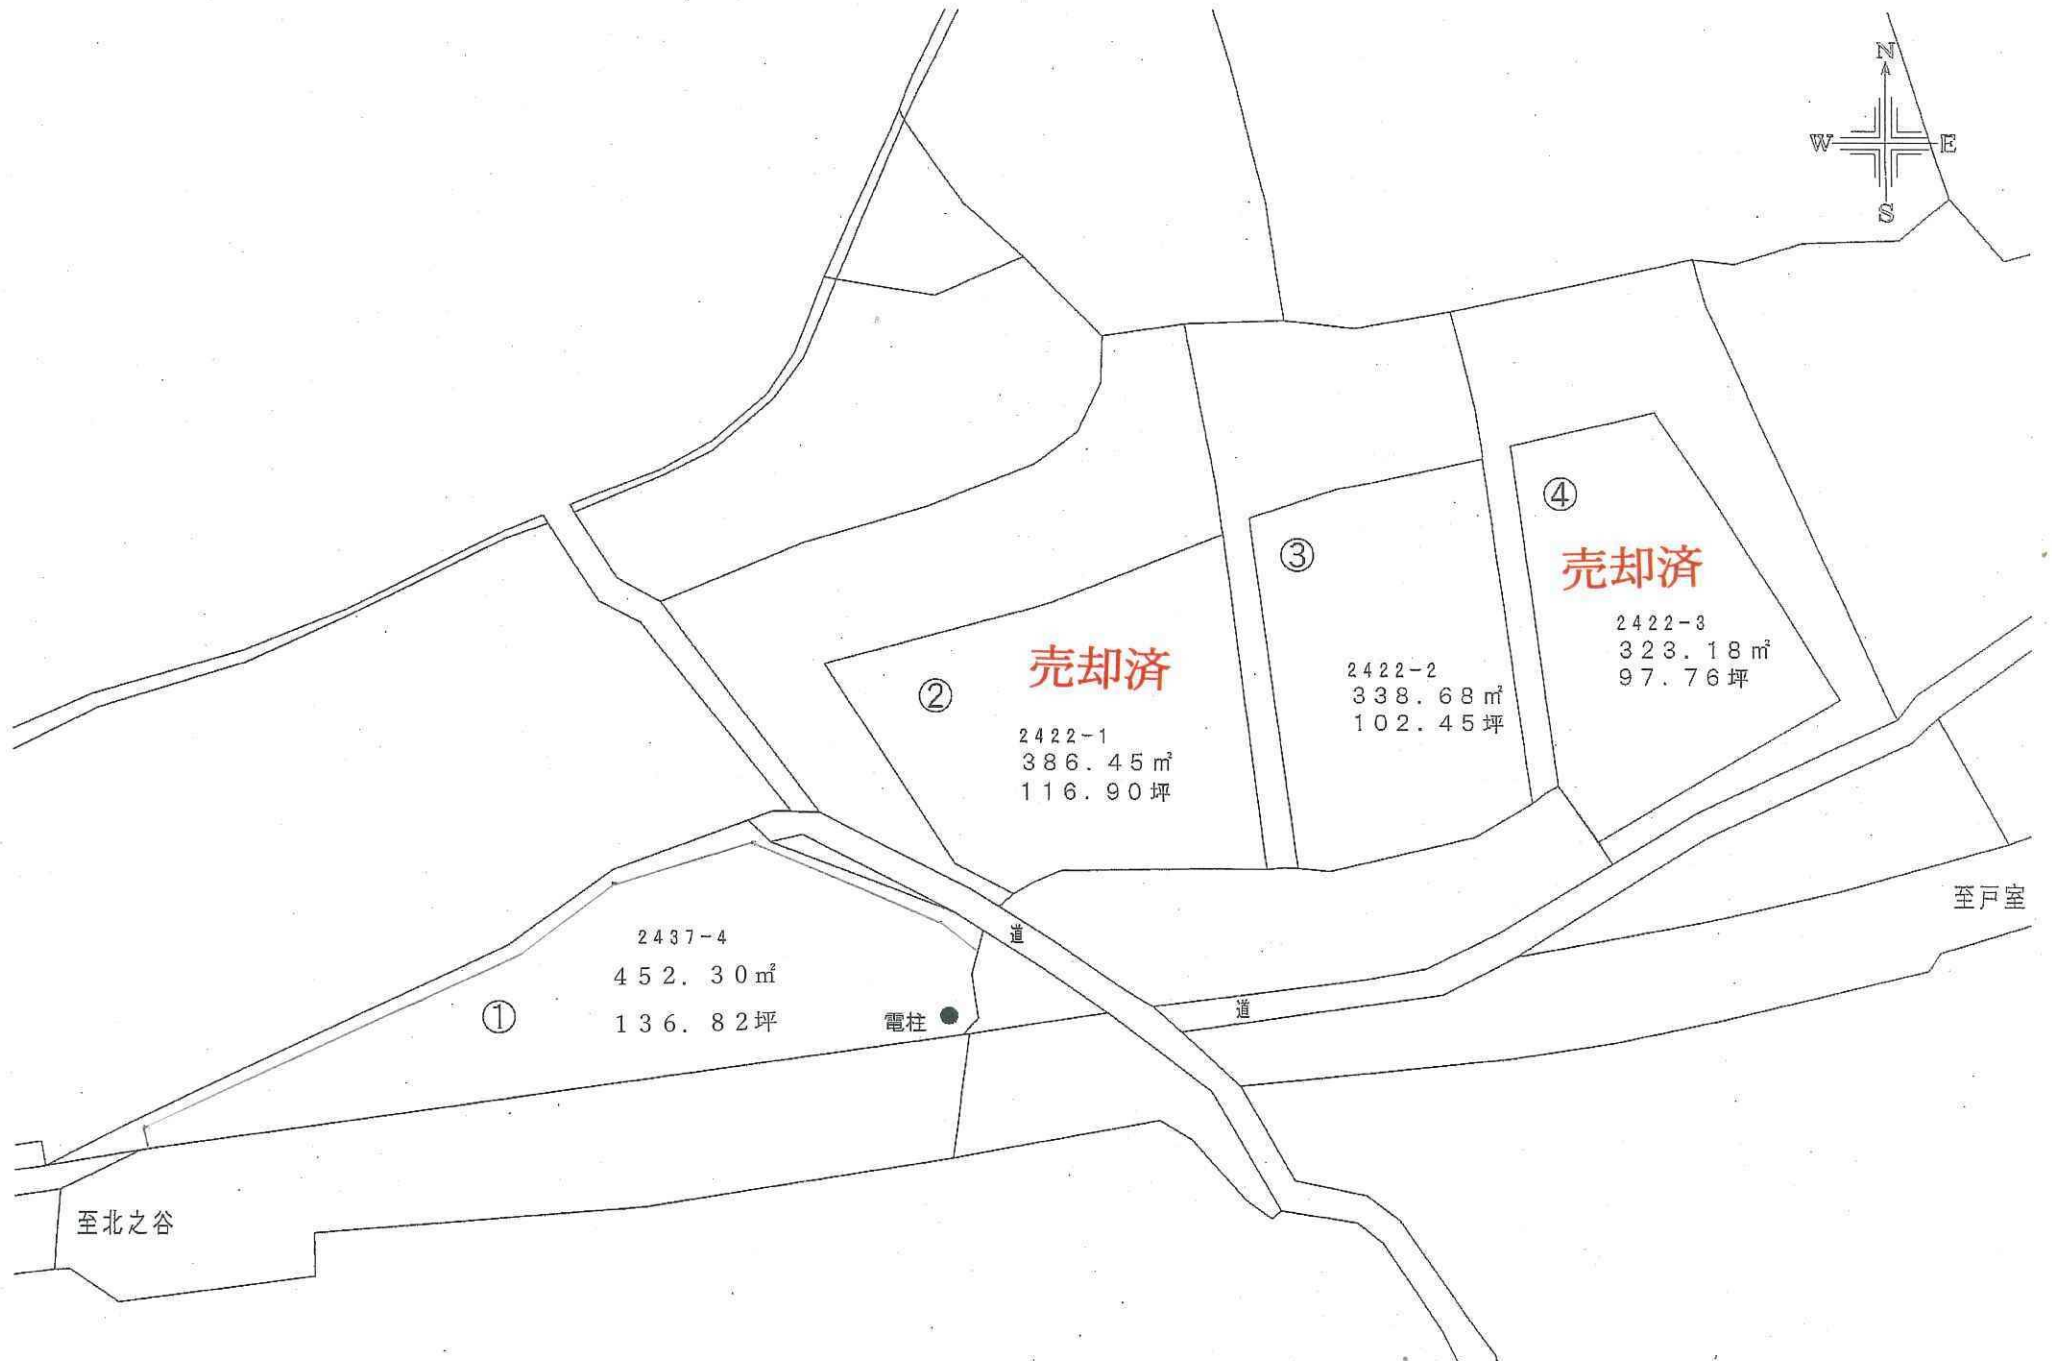 N
W
E
S
④
売却済
2422-3
323.18㎡
97.76坪
③
2422-2
338.68㎡
102.45坪
②
売却済
2422-1
386.45㎡
116.90坪
至戸室
道
2437-4
452.30㎡
①
136.82坪
電柱
道
至北之谷